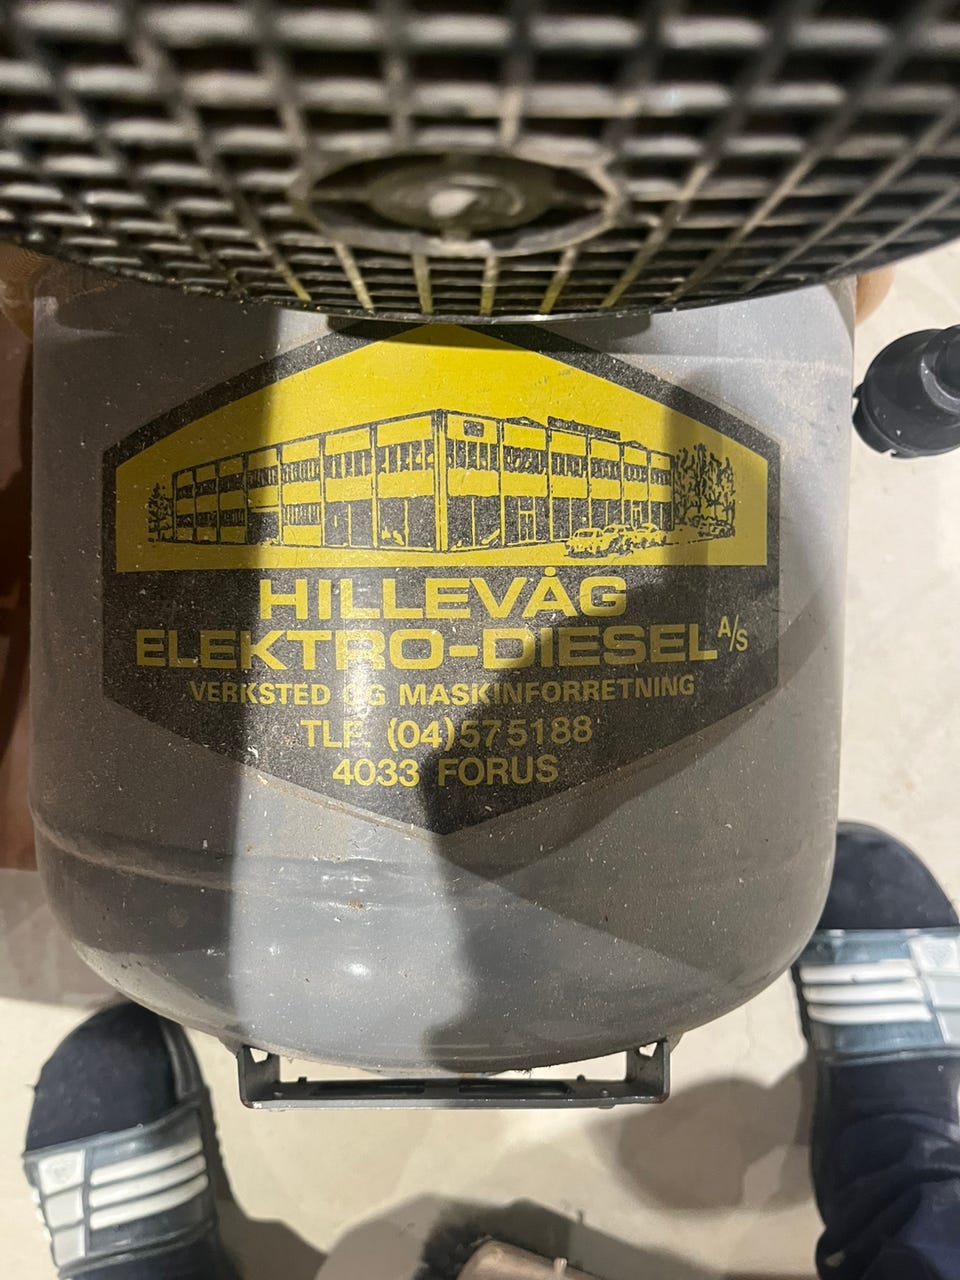 HILLEVÅG
ELEKTRO-DIESEL A/S
VERKSTED OG MASKINFORRETNING
TLF. (04) 575188
4033 FORUS